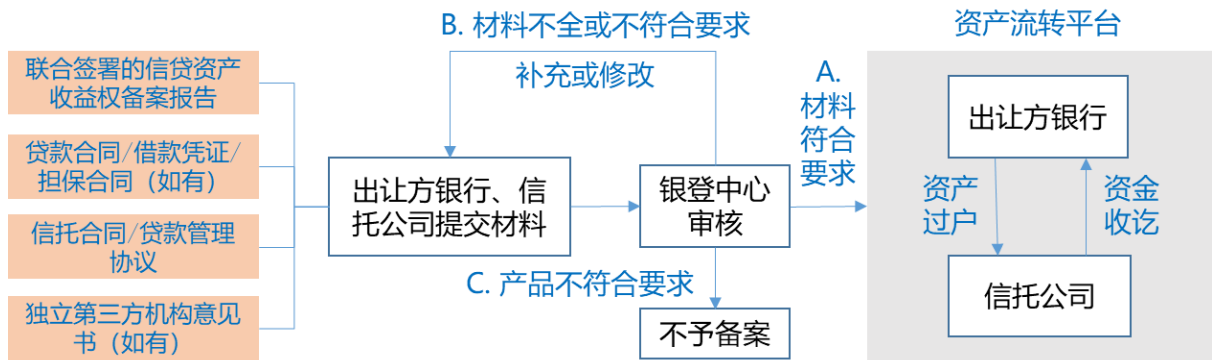 联合签署的信贷资产
收益权备案报告
贷款合同/借款凭证/
担保合同（如有）
信托合同/贷款管理
协议
独立第三方机构意见
书（如有）
B. 材料不全或不符合要求
补充或修改
出让方银行、信
托公司提交材料
银登中心
审核
C. 产品不符合要求
不予备案
A.
材料
符合
要求
资产流转平台
出让方银行
资产
过户
资金
收讫
信托公司